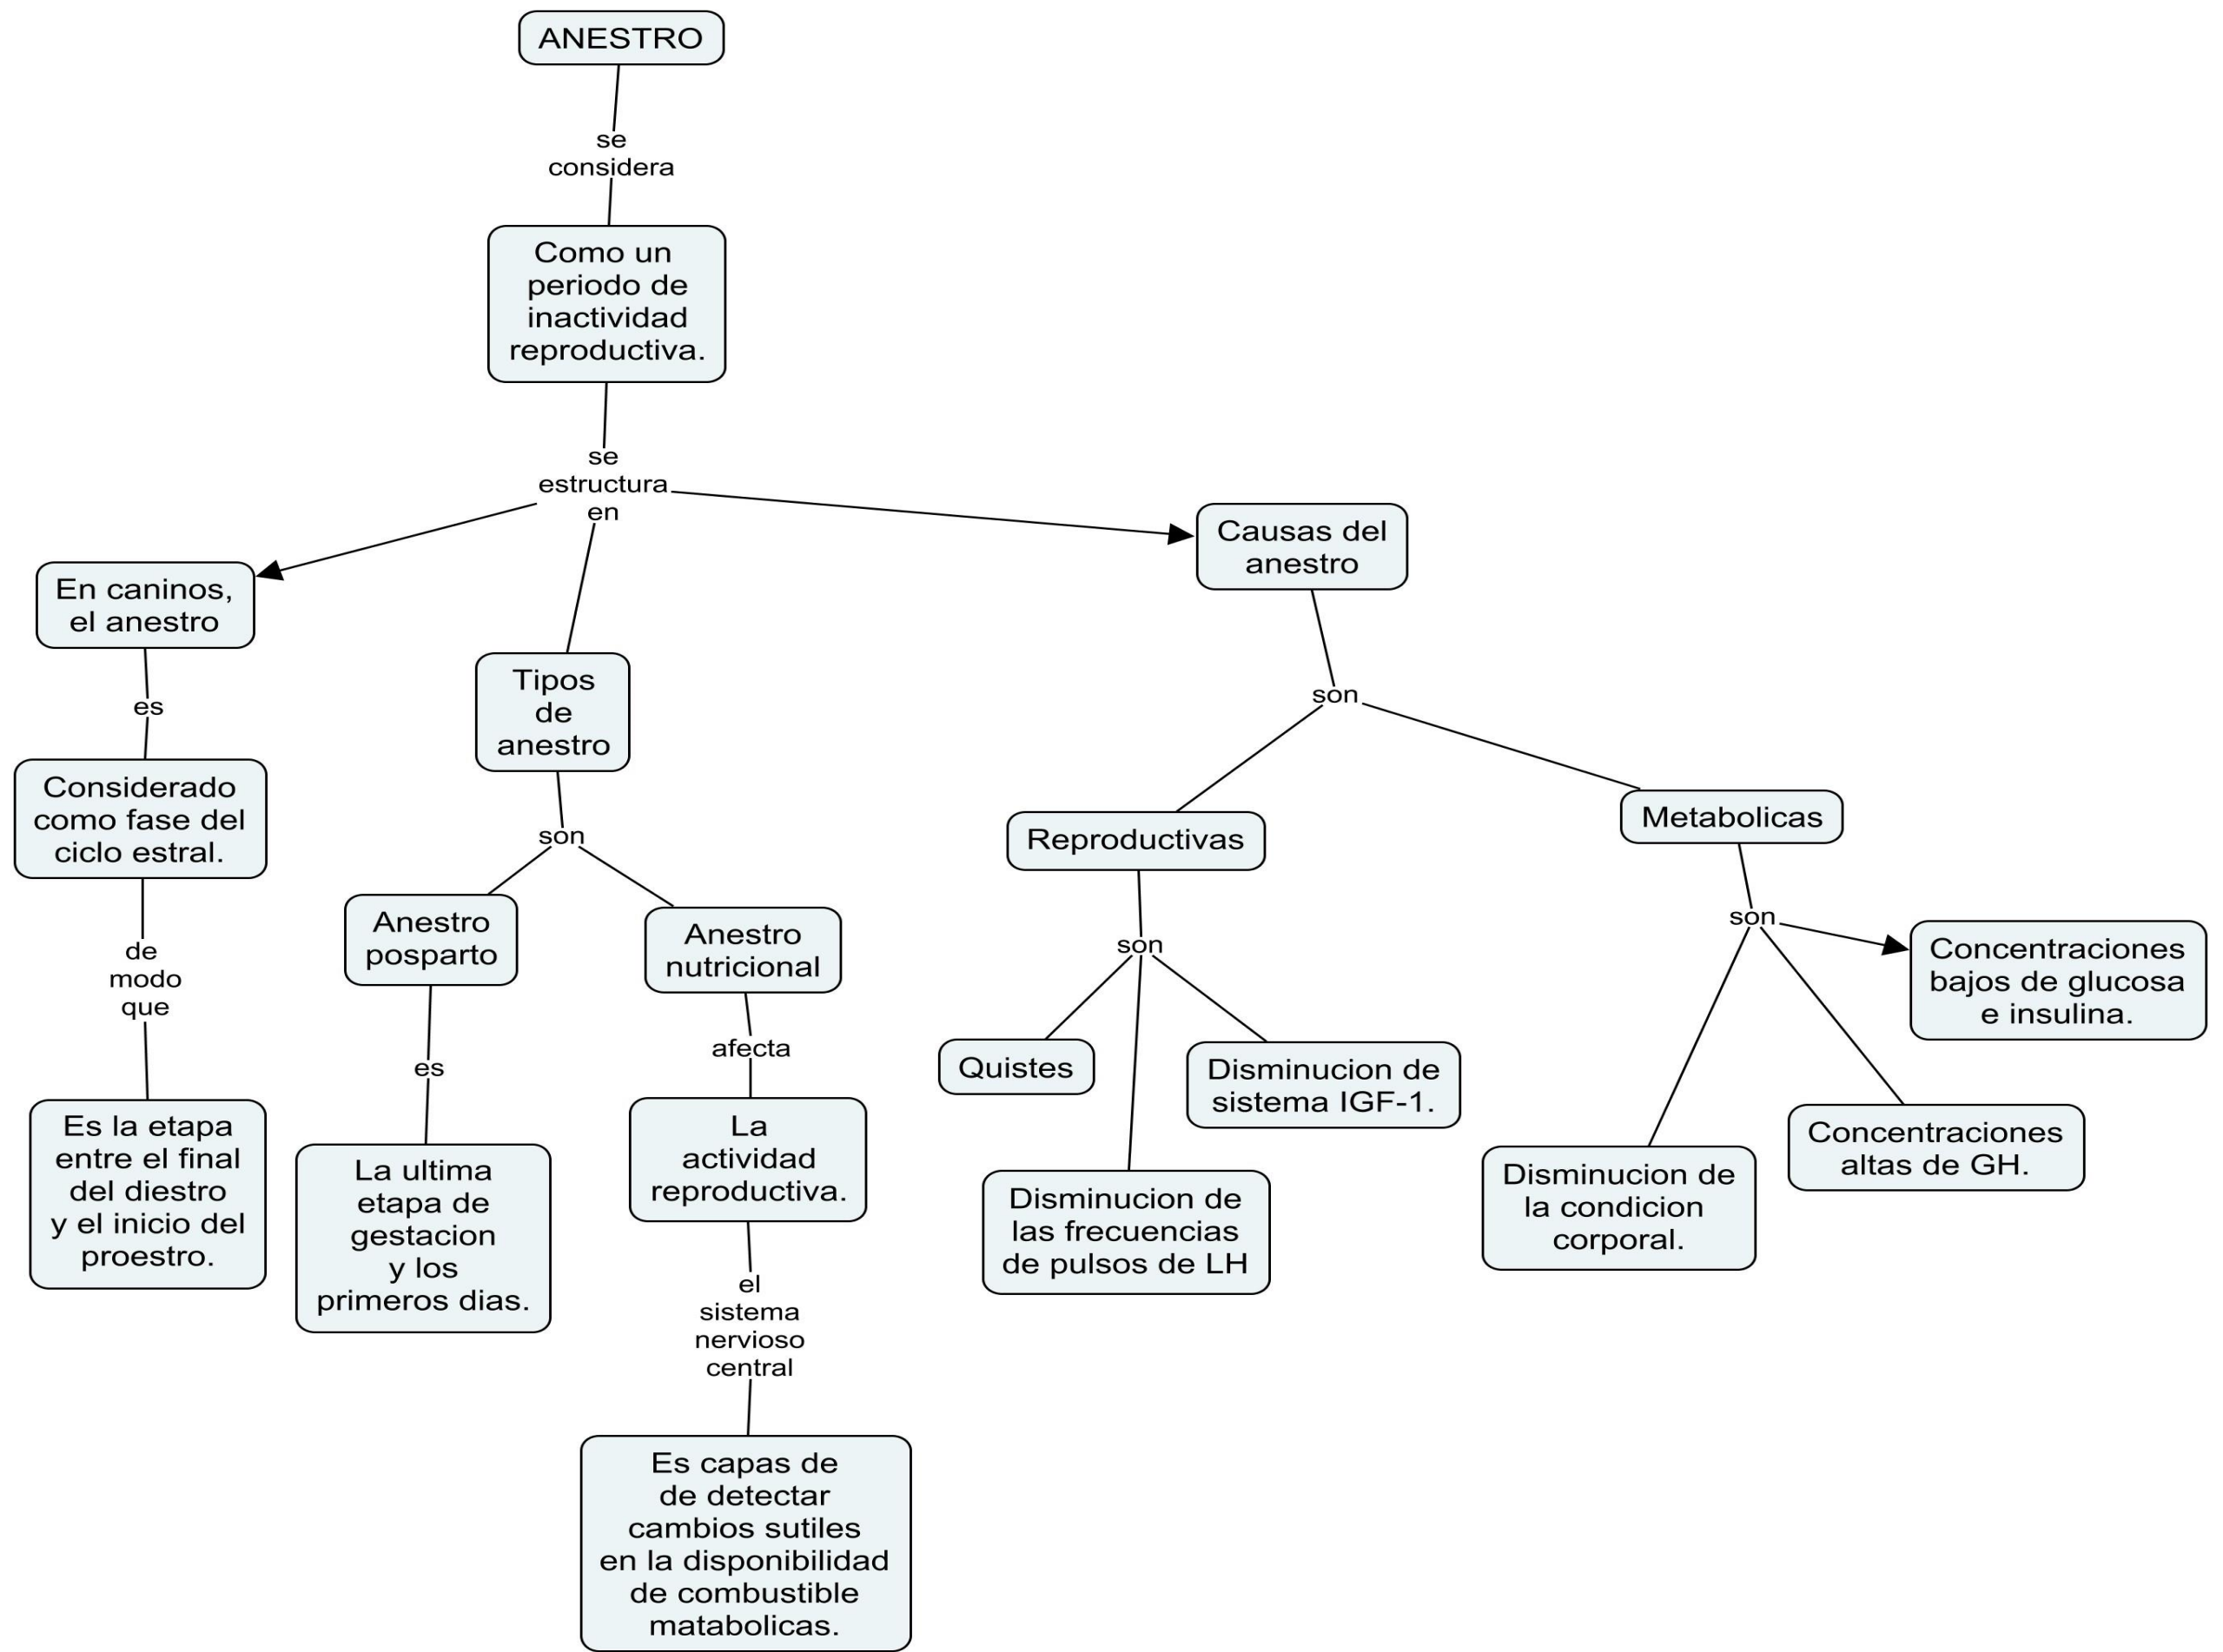 ANESTRO
se
considera
Como un
periodo de
inactividad
reproductiva.
se
estructura
en
En caninos,
el anestro
es
Considerado
como fase del
ciclo estral.
de
modo
que
Es la etapa
entre el final
del diestro
y el inicio del
proestro.
Tipos
de
anestro
son
Anestro
posparto
es
La ultima
etapa de
gestacion
y los
primeros dias.
Anestro
nutricional
afecta
La
actividad
reproductiva.
el
sistema
nervioso
central
Es capas de
de detectar
cambios sutiles
en la disponibilidad
de combustible
matabolicas.
Causas del
anestro
son
Reproductivas
son
Quistes
Disminucion de
las frecuencias
de pulsos de LH
Disminucion de
sistema IGF-1.
Metabolicas
son
Disminucion de
la condicion
corporal.
Concentraciones
altas de GH.
Concentraciones
bajos de glucosa
e insulina.